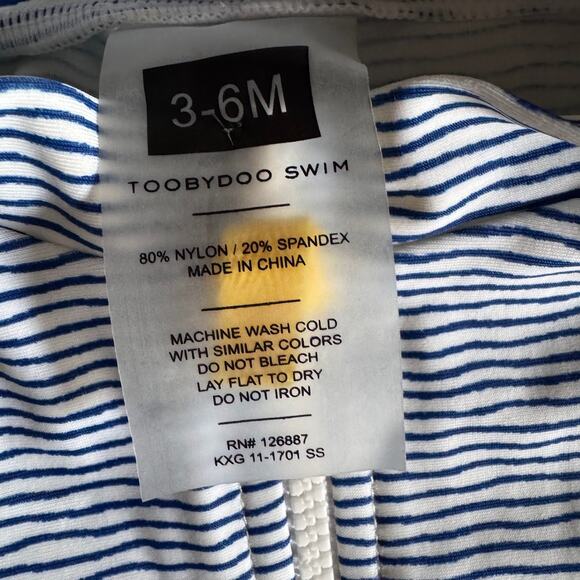 3-6M
TOOBYDOO SWIM
80% NYLON / 20% SPANDEX
MADE IN CHINA
MACHINE WASH COLD
WITH SIMILAR COLORS
DO NOT BLEACH
LAY FLAT TO DRY
DO NOT IRON
RN# 126887
KXG 11-1701 SS